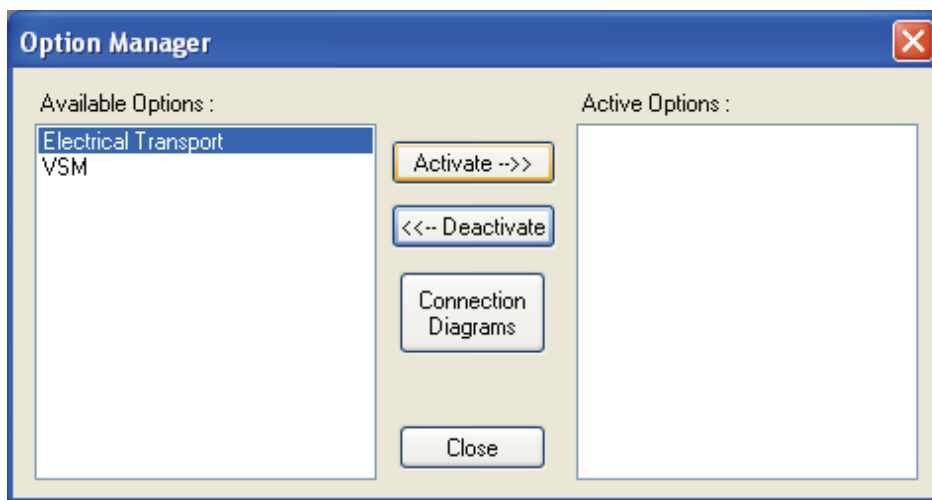 Option Manager
Available Options :
Active Options :
Electrical Transport
VSM
Activate -->>
<<-- Deactivate
Connection
Diagrams
Close